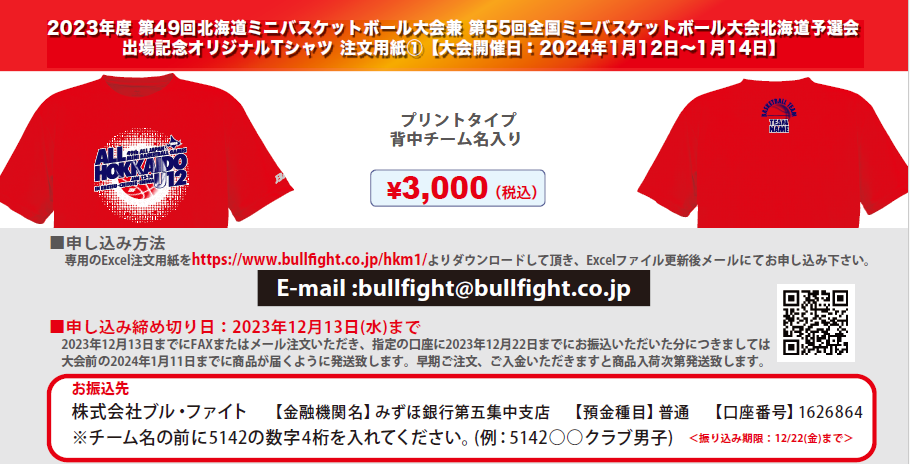 2023年度 第49回北海道ミニバスケットボール大会兼 第55回全国ミニバスケットボール大会北海道予選会
出場記念オリジナルTシャツ 注文用紙①【大会開催日：2024年1月12日～1月14日】
プリントタイプ
背中チーム名入り
¥3,000（税込）
49th ALL JAPAN
MINI BASKETBALL GAMES
ALL
HOKKAIDO
U12
BASKETBALL TEAM
TEAM
NAME
■申し込み方法
専用のExcel注文用紙をhttps://www.bullfight.co.jp/hkm1/よりダウンロードして頂き、Excelファイル更新後メールにてお申し込み下さい。
E-mail :bullfight@bullfight.co.jp
■申し込み締め切り日：2023年12月13日(水)まで
2023年12月13日までにFAXまたはメール注文いただき、指定の口座に2023年12月22日までにお振込いただいた分につきましては
大会前の2024年1月11日までに商品が届くように発送致します。早期ご注文、ご入金いただきますと商品入荷次第発送致します。
お振込先
株式会社ブル・ファイト 【金融機関名】みずほ銀行第五集中支店 【預金種目】普通 【口座番号】1626864
※チーム名の前に5142の数字4桁を入れてください。(例：5142○○クラブ男子) ＜振り込み期限：12/22(金)まで＞